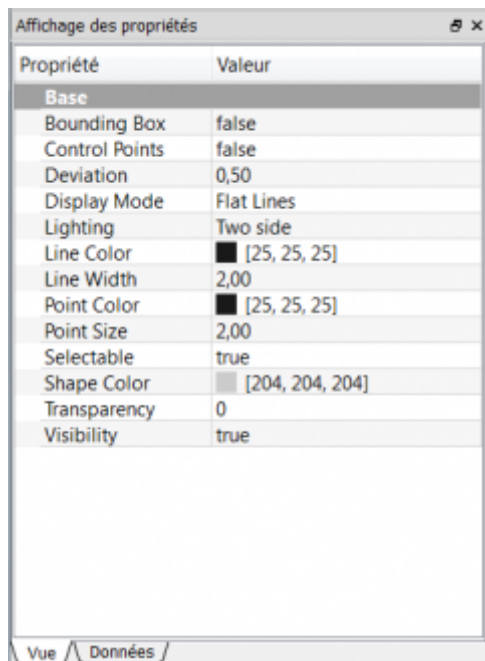 Affichage des propriétés
Propriété Valeur
Base
Bounding Box false
Control Points false
Deviation 0,50
Display Mode Flat Lines
Lighting Two side
Line Color [25, 25, 25]
Line Width 2,00
Point Color [25, 25, 25]
Point Size 2,00
Selectable true
Shape Color [204, 204, 204]
Transparency 0
Visibility true
Vue Données